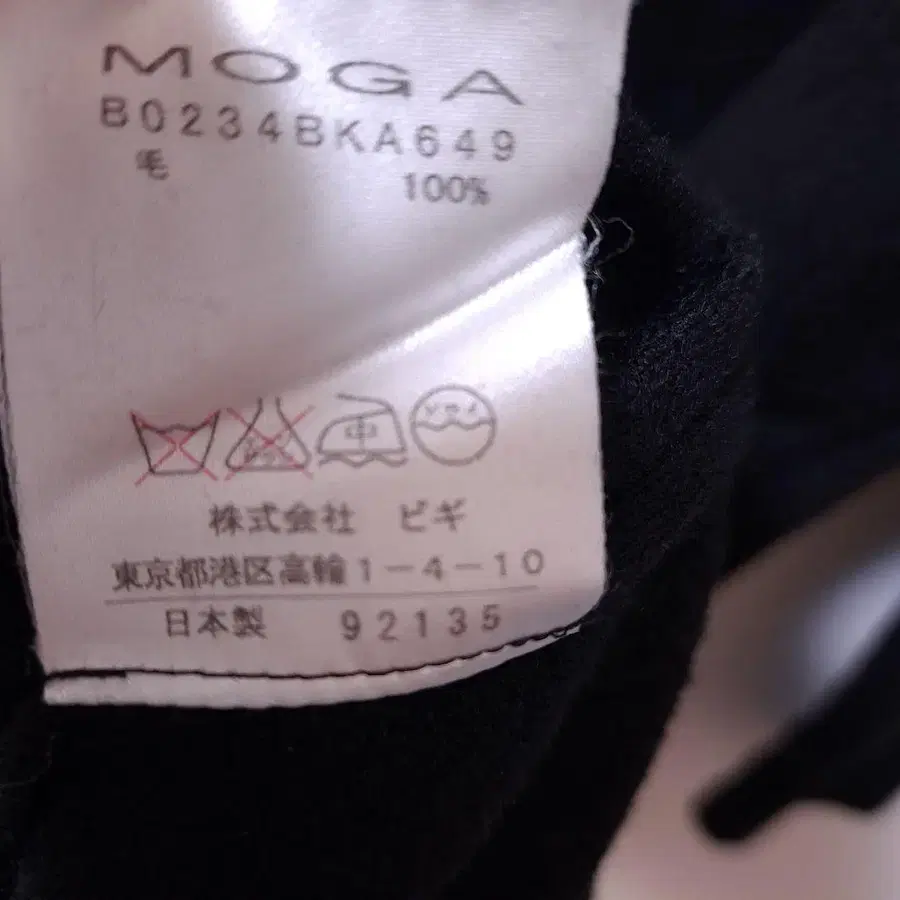 MOGA
B0234BKA649
毛 100%
中
株式会社 ビギ
東京都港区高輪1-4-10
日本製 92135